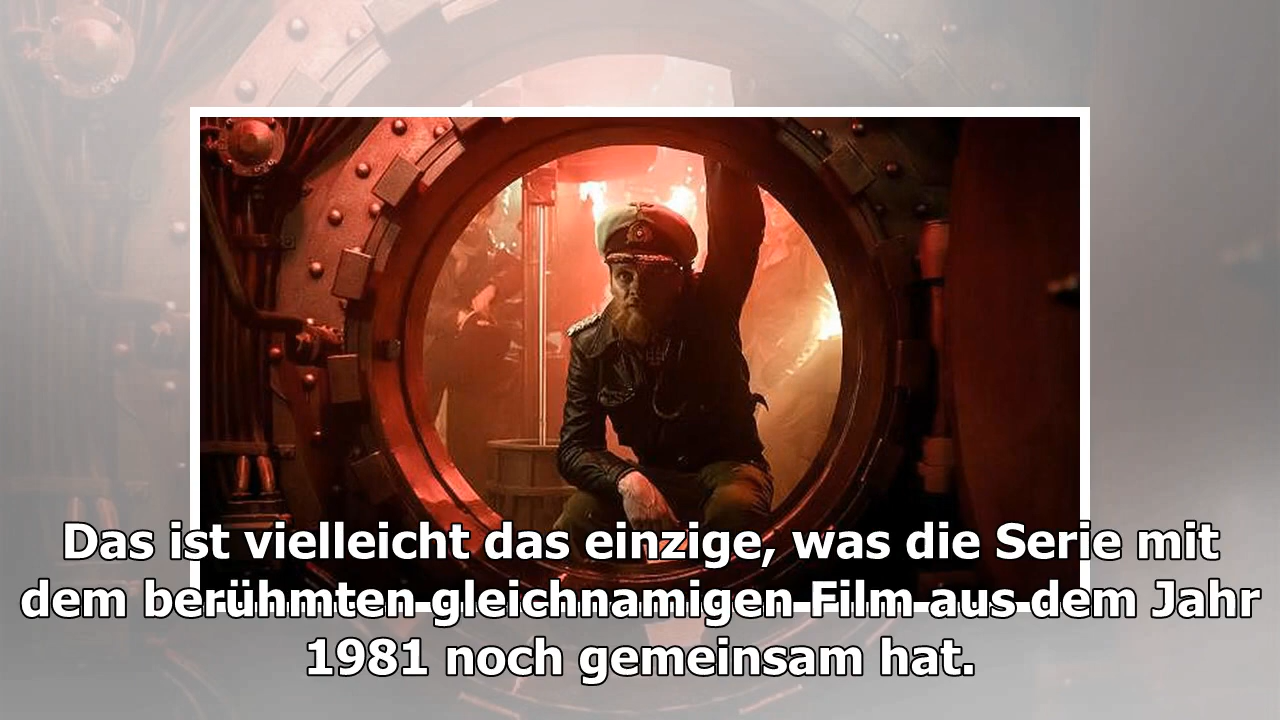 Das ist vielleicht das einzige, was die Serie mit
dem berühmten gleichnamigen Film aus dem Jahr
1981 noch gemeinsam hat.